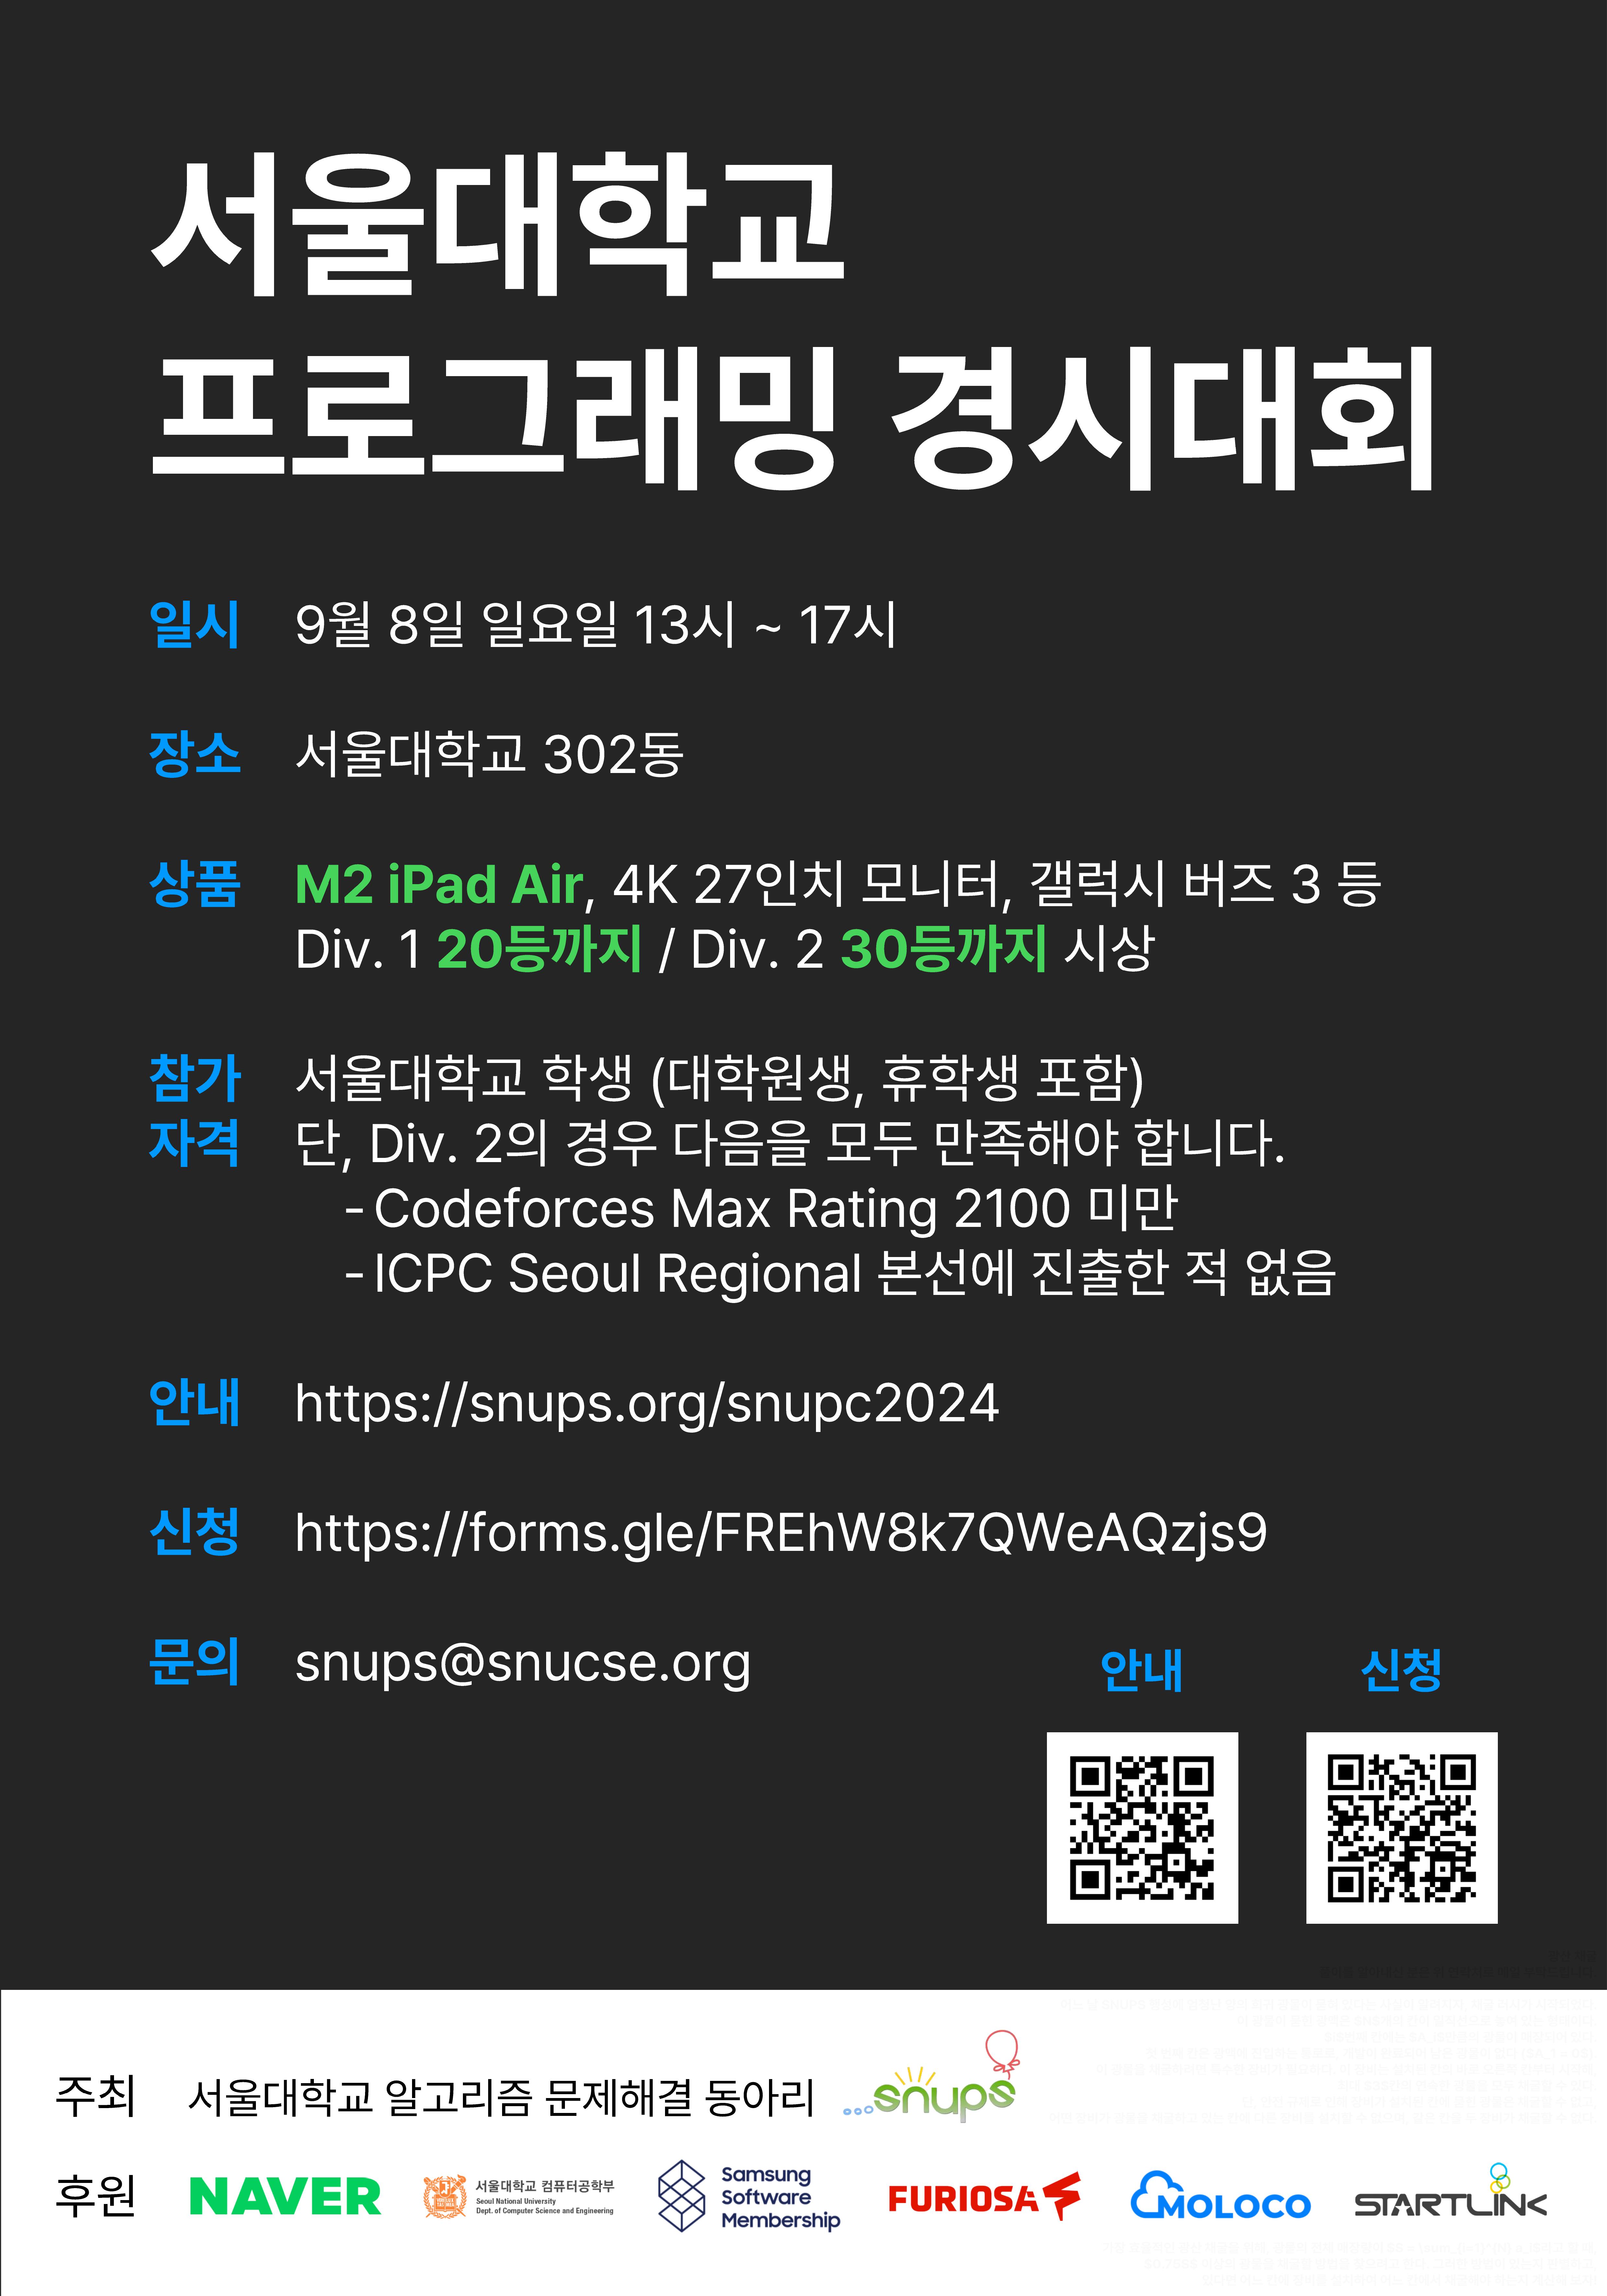 서울대학교
프로그래밍 경시대회
일시 9월 8일 일요일 13시 ~ 17시
장소 서울대학교 302동
상품 M2 iPad Air, 4K 27인치 모니터, 갤럭시 버즈 3 등
Div. 1 20등까지 / Div. 2 30등까지 시상
참가 서울대학교 학생 (대학원생, 휴학생 포함)
자격 단, Div. 2의 경우 다음을 모두 만족해야 합니다.
- Codeforces Max Rating 2100 미만
- ICPC Seoul Regional 본선에 진출한 적 없음
안내 https://snups.org/snupc2024
신청 https://forms.gle/FREhW8k7QWeAQzjs9
문의 snups@snucse.org
안내 신청
주최 서울대학교 알고리즘 문제해결 동아리 snups
후원 NAVER 서울대학교 컴퓨터공학부 Seoul National University Dept. of Computer Science and Engineering Samsung Software Membership FURIOSA MOLOCO STARTLINK